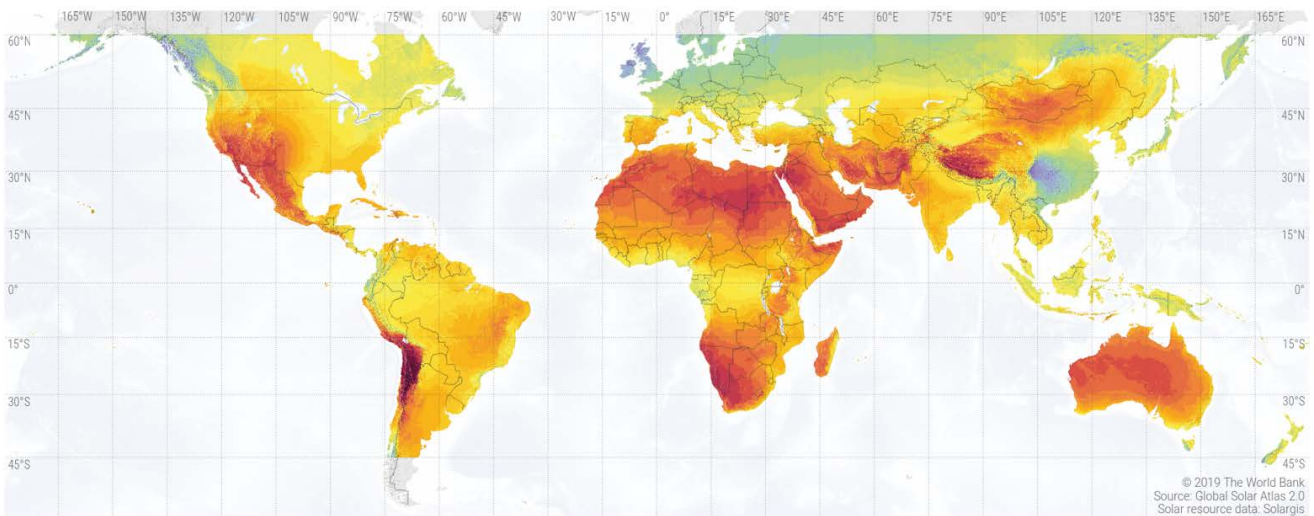 165°W 150°W 135°W 120°W 105°W 90°W 75°W 60°W 45°W 30°W 15°W 0° 15°E 30°E 45°E 60°E 75°E 90°E 105°E 120°E 135°E 150°E 165°E
60°N 60°N
45°N 45°N
30°N 30°N
15°N 15°N
0° 0°
15°S 15°S
30°S 30°S
45°S 45°S
© 2019 The World Bank
Source: Global Solar Atlas 2.0
Solar resource data: Solargis